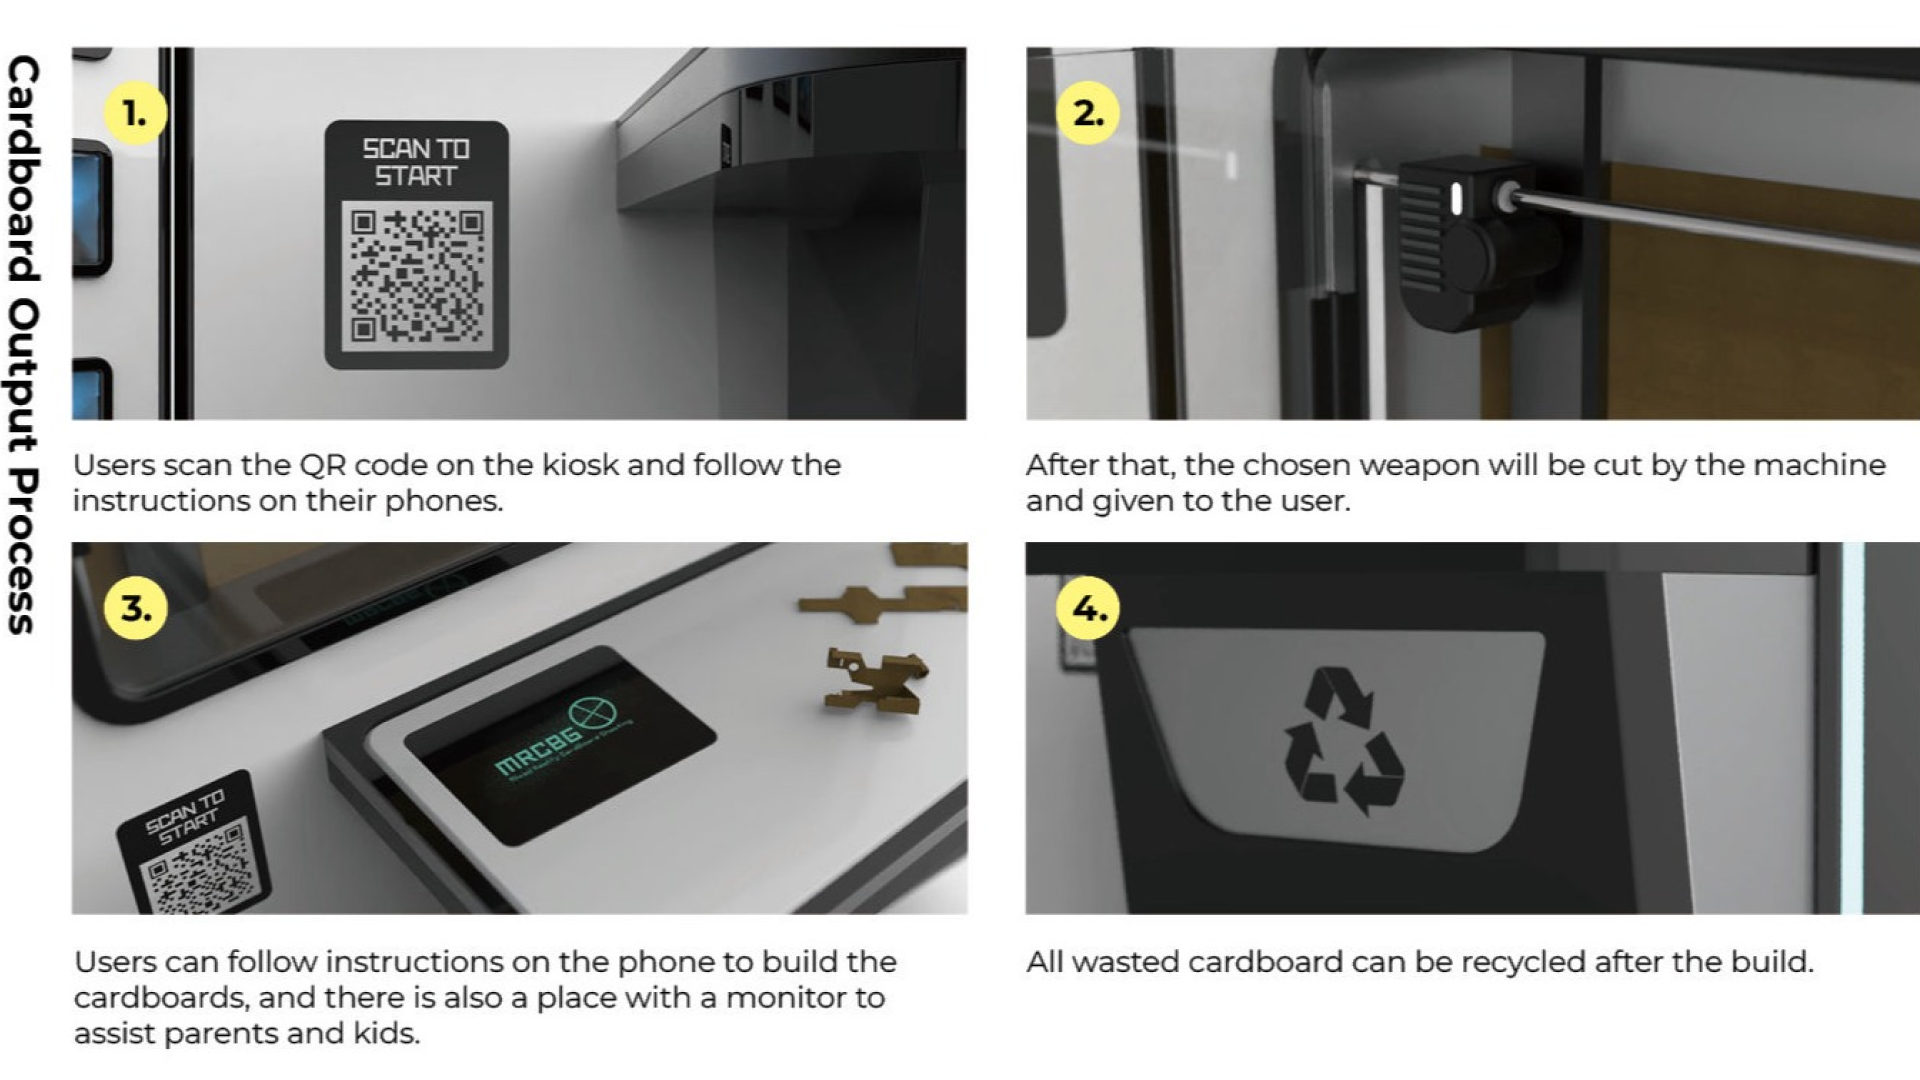 Cardboard Output Process
1.
SCAN TO
START
Users scan the QR code on the kiosk and follow the
instructions on their phones.
2.
After that, the chosen weapon will be cut by the machine
and given to the user.
3.
MRCBG
Mixed Reality Cardboard Shooting
SCAN TO
START
Users can follow instructions on the phone to build the
cardboards, and there is also a place with a monitor to
assist parents and kids.
4.
All wasted cardboard can be recycled after the build.